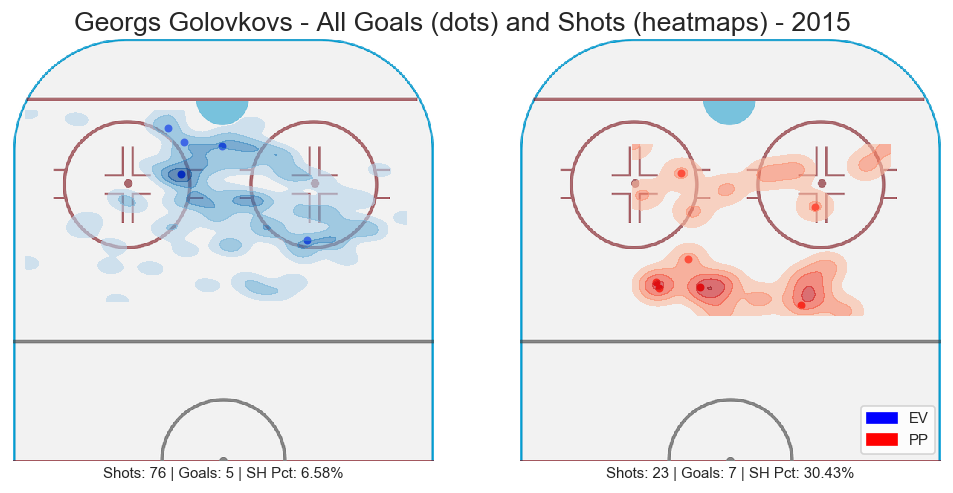 Georgs Golovkovs - All Goals (dots) and Shots (heatmaps) - 2015
EV
PP
Shots: 76 | Goals: 5 | SH Pct: 6.58%
Shots: 23 | Goals: 7 | SH Pct: 30.43%